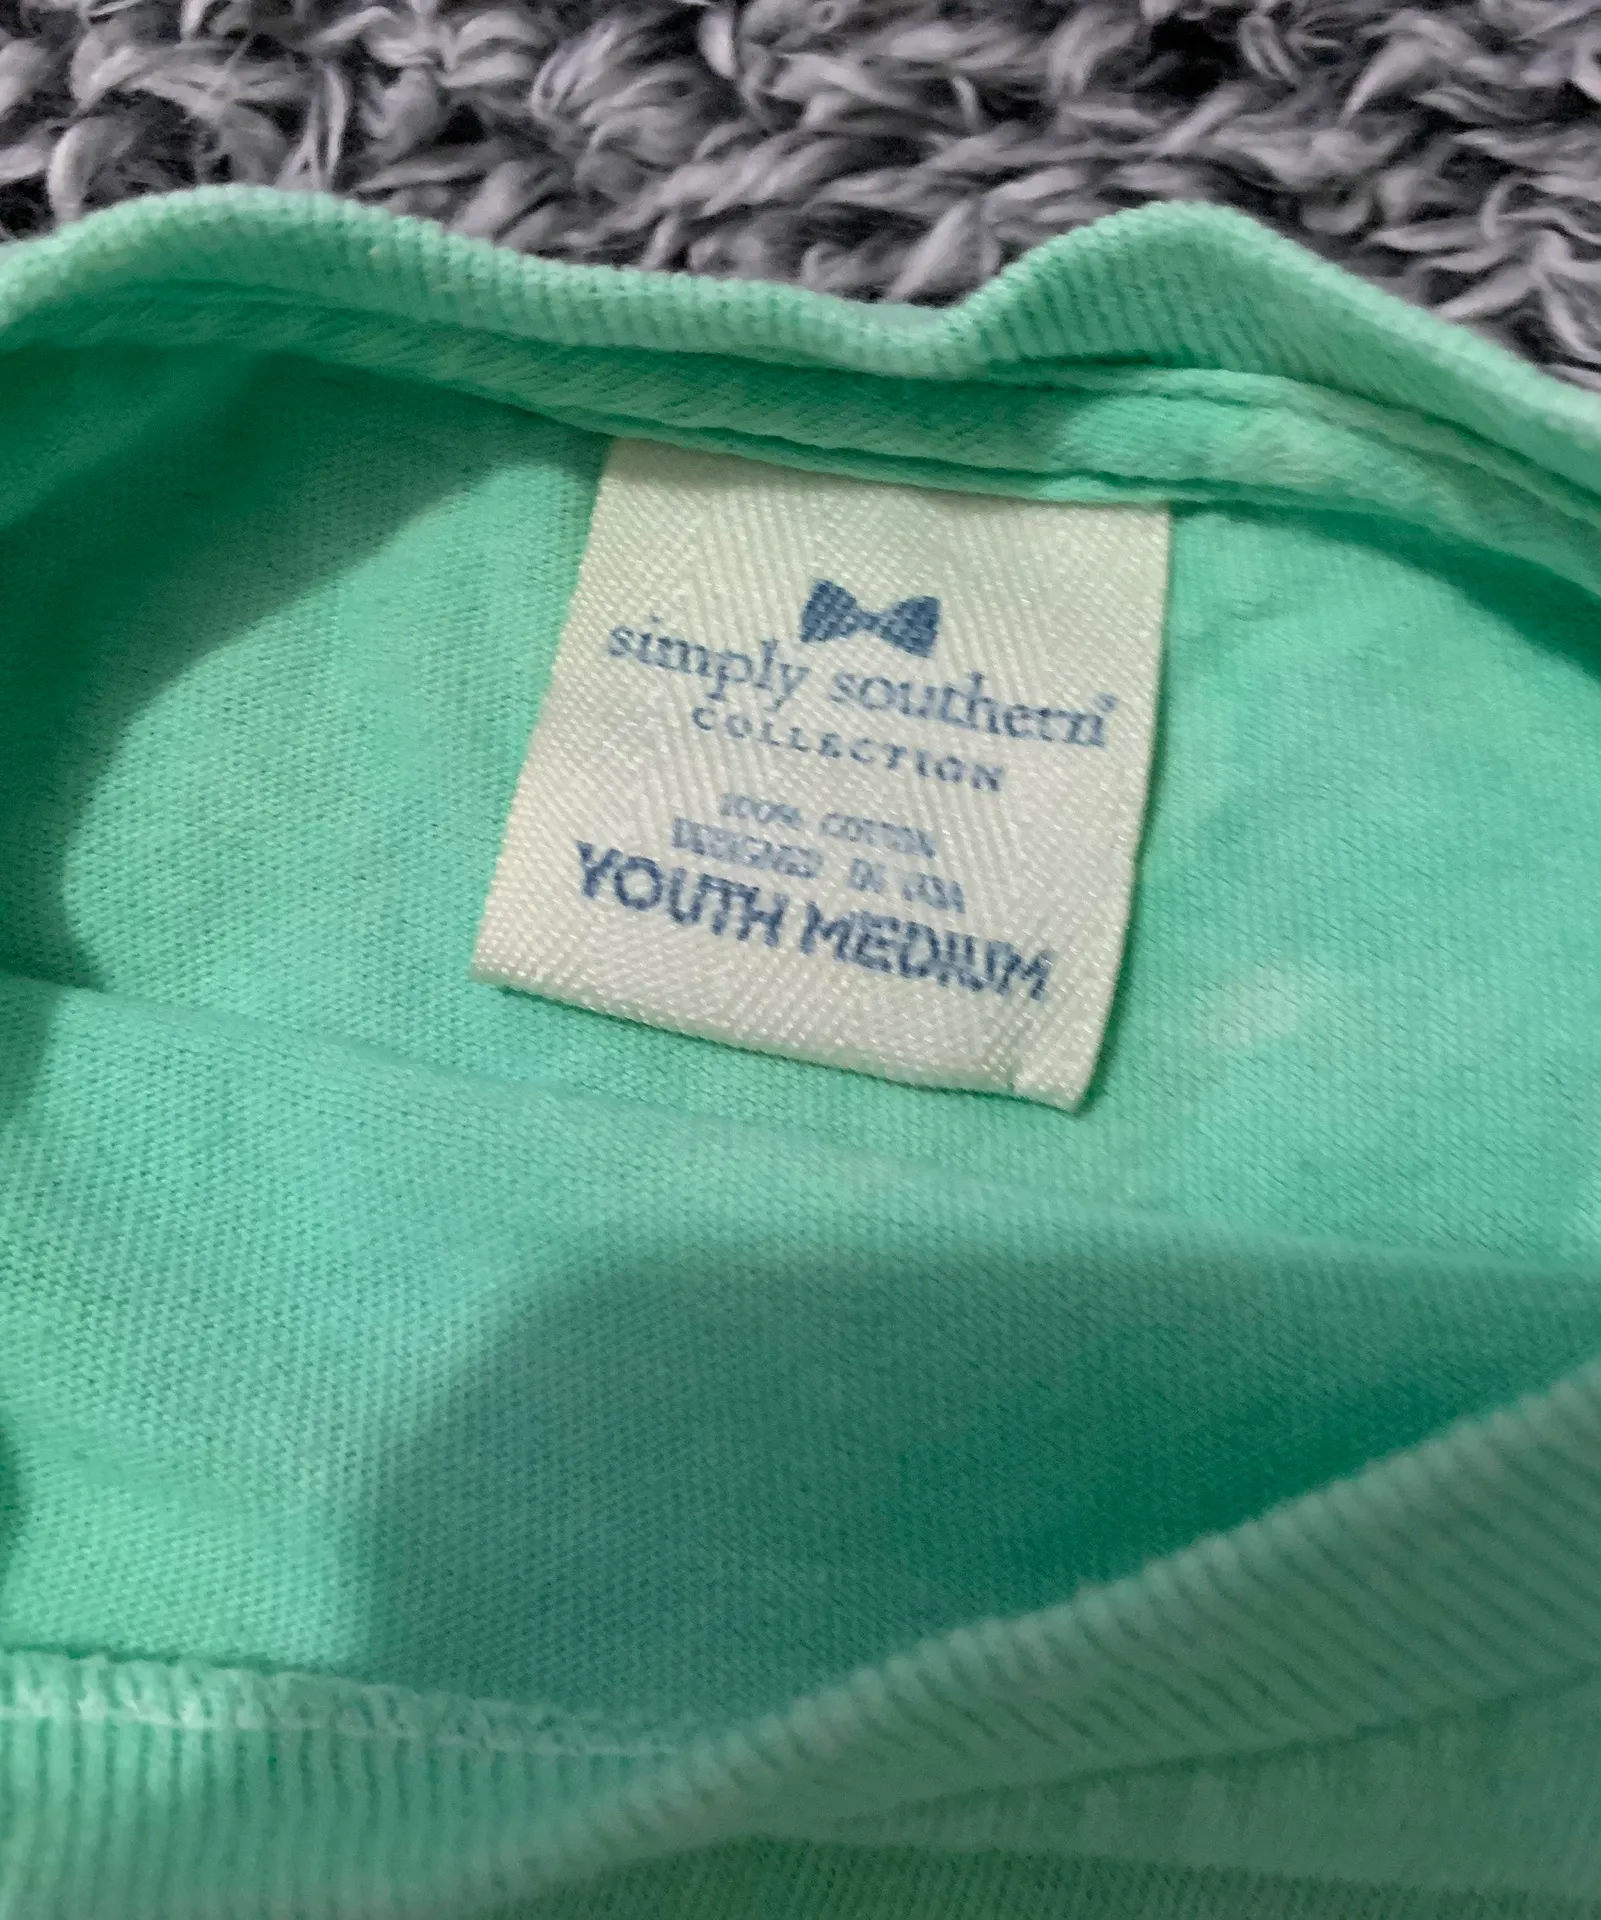 simply southern®
COLLECTION
100% COTTON
DESIGNED IN USA
YOUTH MEDIUM